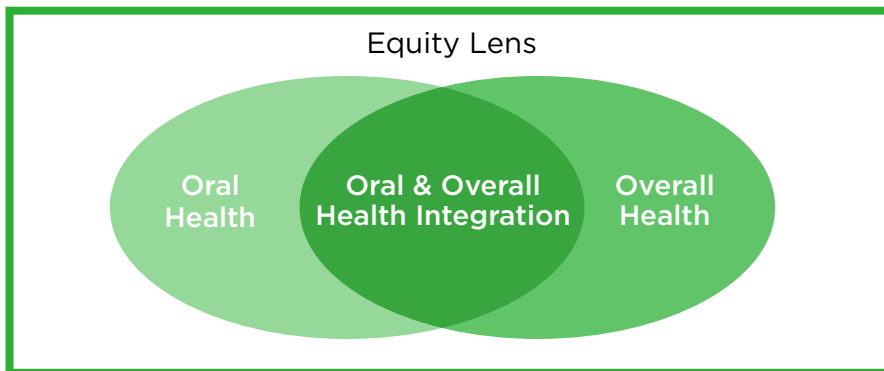 Equity Lens
Oral
Health
Oral & Overall
Health Integration
Overall
Health